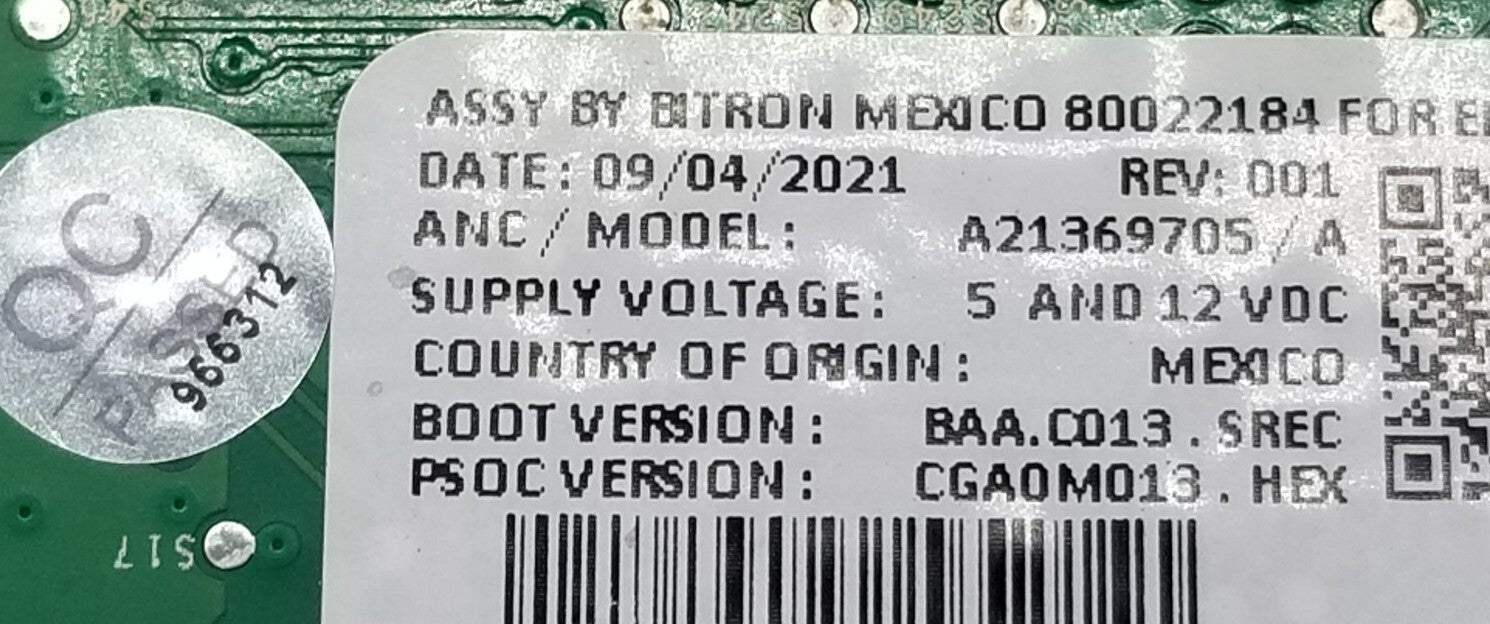 ASSY BY BITRON MEXICO 80022184 FOR
DATE: 09/04/2021 REV: 001
ANC / MODEL: A21369705 / A
SUPPLY VOLTAGE: 5 AND 12 VDC
COUNTRY OF ORIGIN: MEXICO
BOOT VERSION: BAA.C013.SREC
PSOC VERSION: CGA0M013.HEX
QC
PASSED
966312
S17